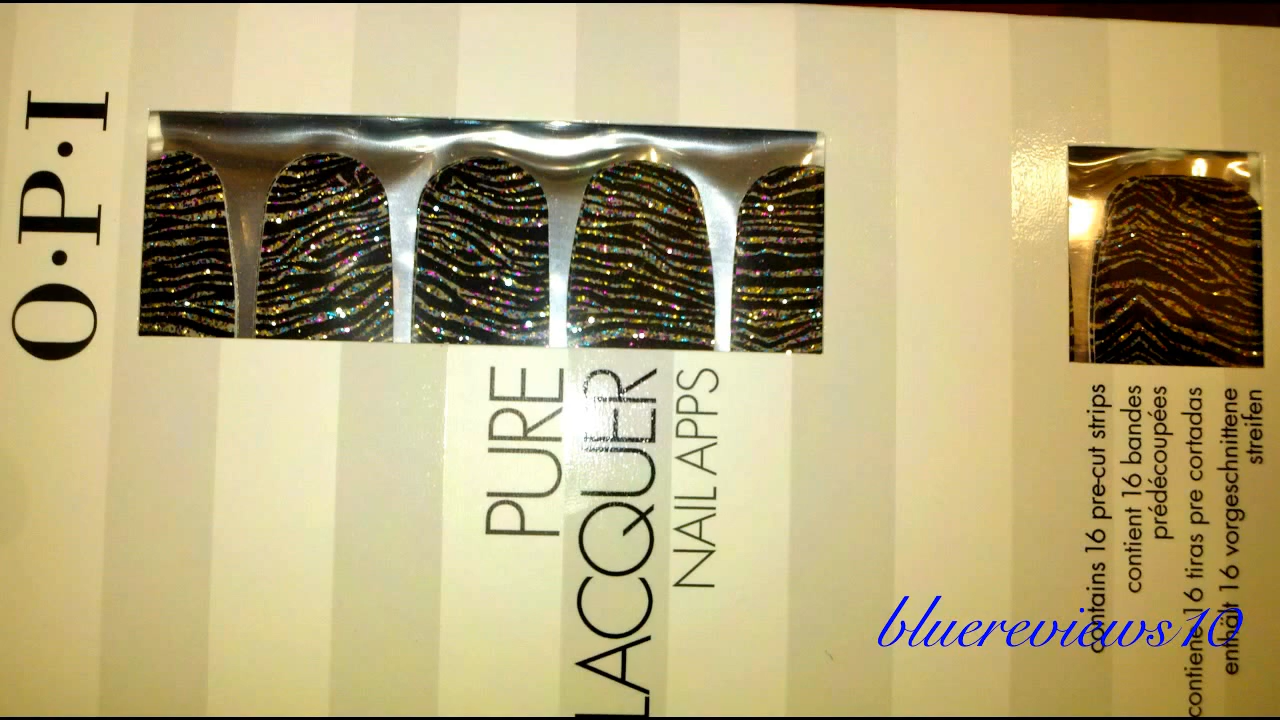 O·P·I
PURE
LACQUER
NAIL APPS
contains 16 pre-cut strips
contient 16 bandes
prédécoupées
contiene 16 tiras pre cortadas
enthält 16 vorgeschnittene
streifen
bluereviews10